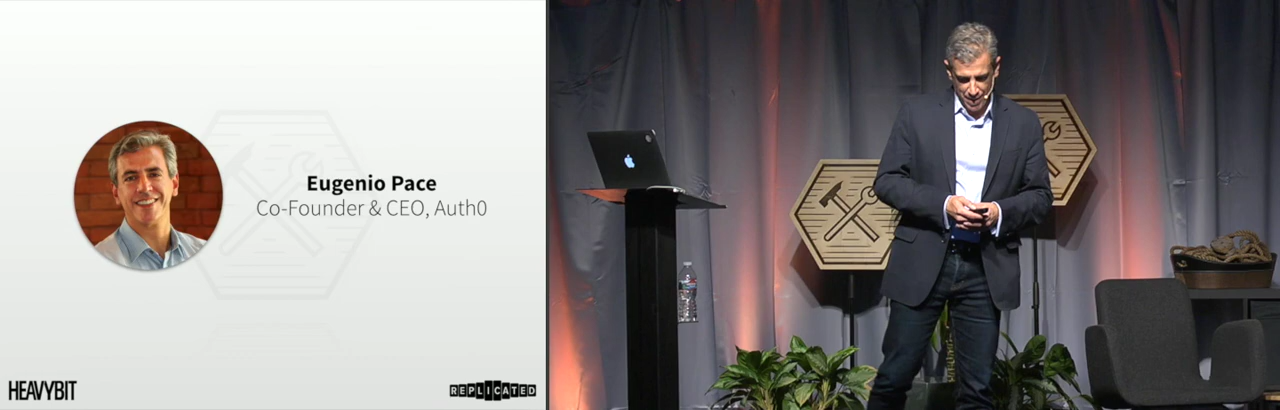 Eugenio Pace
Co-Founder & CEO, Auth0
HEAVYBIT
REPLICATED